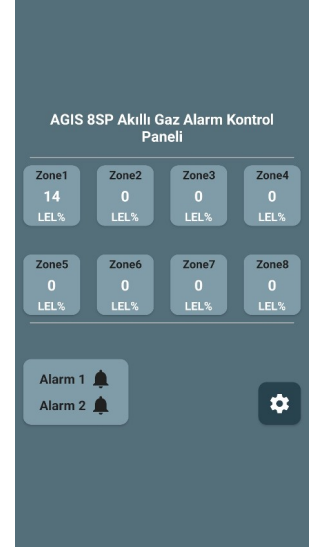 AGIS 8SP Akıllı Gaz Alarm Kontrol
Paneli
Zone1 Zone2 Zone3 Zone4
14 0 0 0
LEL% LEL% LEL% LEL%
Zone5 Zone6 Zone7 Zone8
0 0 0 0
LEL% LEL% LEL% LEL%
Alarm 1
Alarm 2